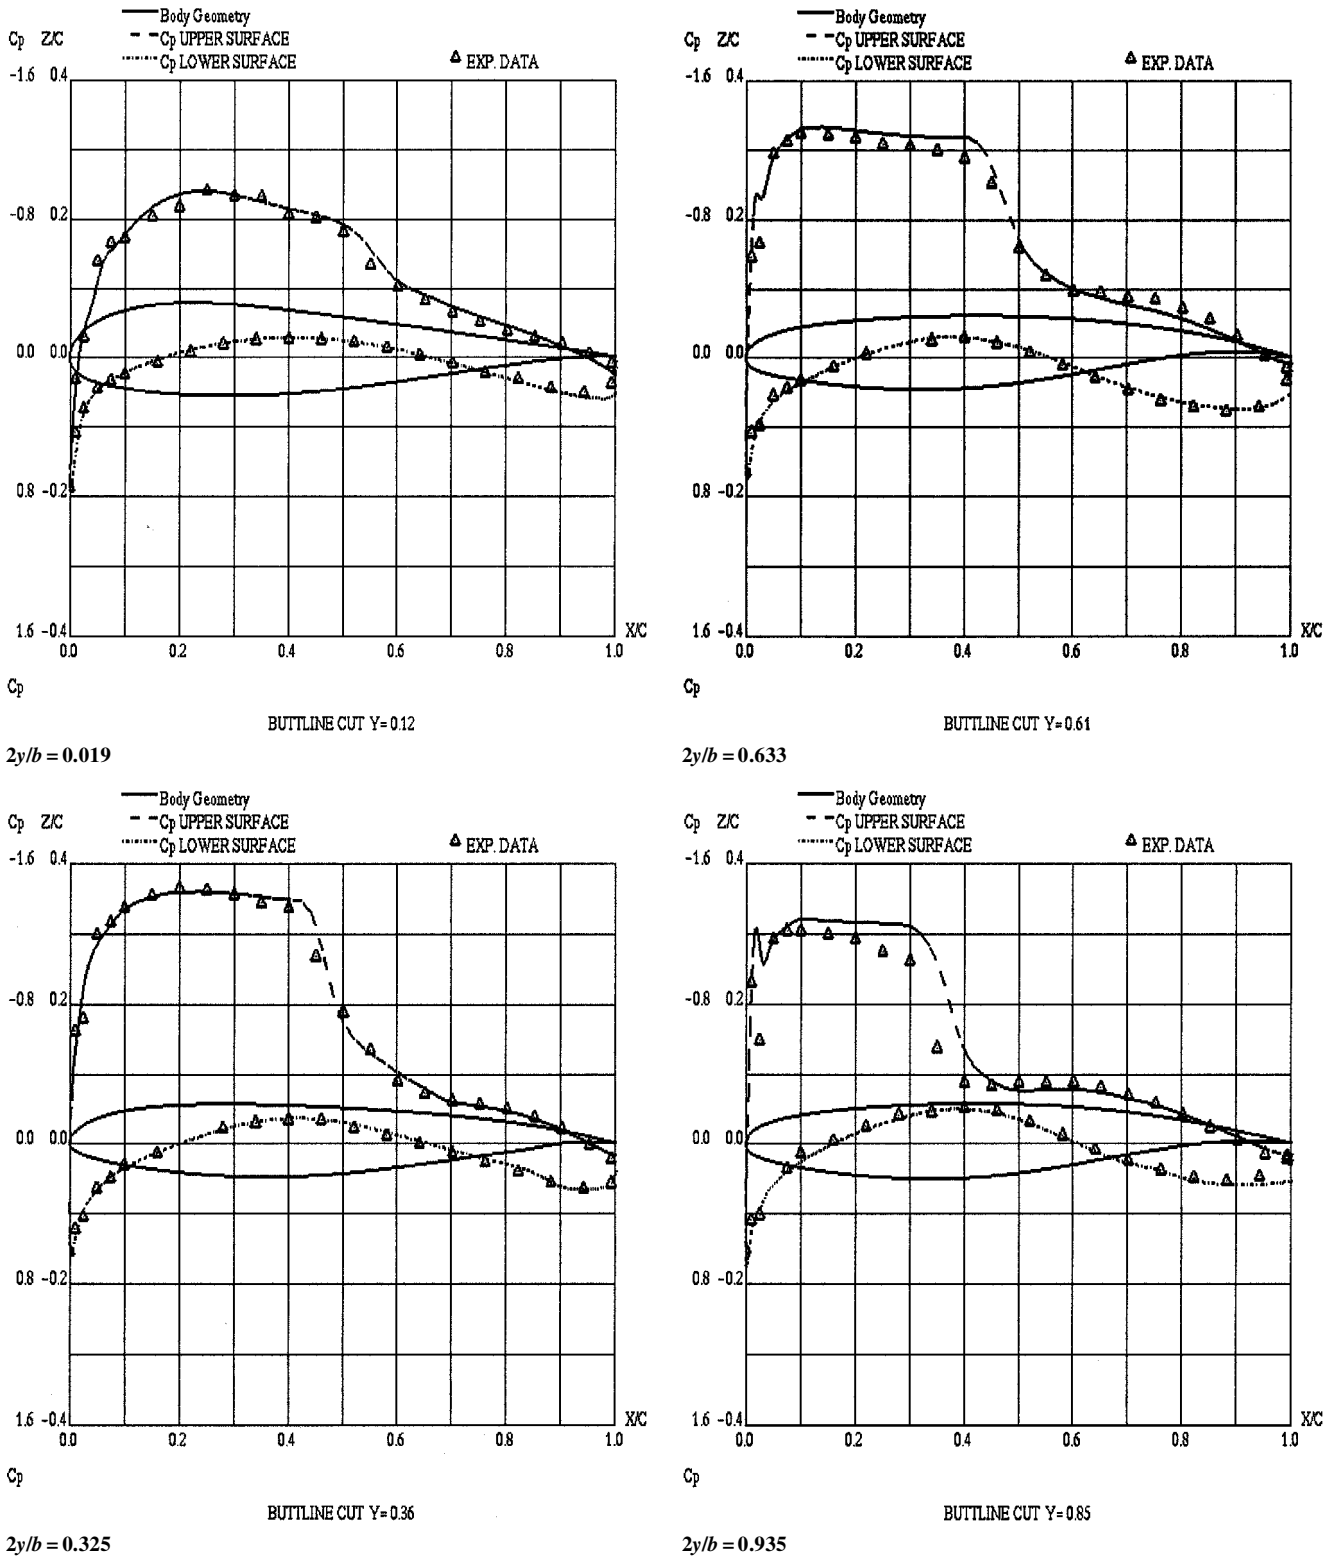 Body Geometry
Cp Z/C
Cp UPPER SURFACE
Cp LOWER SURFACE
EXP. DATA
-1.6 0.4
-0.8 0.2
0.0 0.0
0.8 -0.2
1.6 -0.4
X/C
0.0 0.2 0.4 0.6 0.8 1.0
Cp
BUTTLINE CUT Y= 0.12
2y/b = 0.019
Body Geometry
Cp Z/C
Cp UPPER SURFACE
Cp LOWER SURFACE
EXP. DATA
-1.6 0.4
-0.8 0.2
0.0 0.0
0.8 -0.2
1.6 -0.4
X/C
0.0 0.2 0.4 0.6 0.8 1.0
Cp
BUTTLINE CUT Y= 0.61
2y/b = 0.633
Body Geometry
Cp Z/C
Cp UPPER SURFACE
Cp LOWER SURFACE
EXP. DATA
-1.6 0.4
-0.8 0.2
0.0 0.0
0.8 -0.2
1.6 -0.4
X/C
0.0 0.2 0.4 0.6 0.8 1.0
Cp
BUTTLINE CUT Y= 0.36
2y/b = 0.325
Body Geometry
Cp Z/C
Cp UPPER SURFACE
Cp LOWER SURFACE
EXP. DATA
-1.6 0.4
-0.8 0.2
0.0 0.0
0.8 -0.2
1.6 -0.4
X/C
0.0 0.2 0.4 0.6 0.8 1.0
Cp
BUTTLINE CUT Y= 0.85
2y/b = 0.935